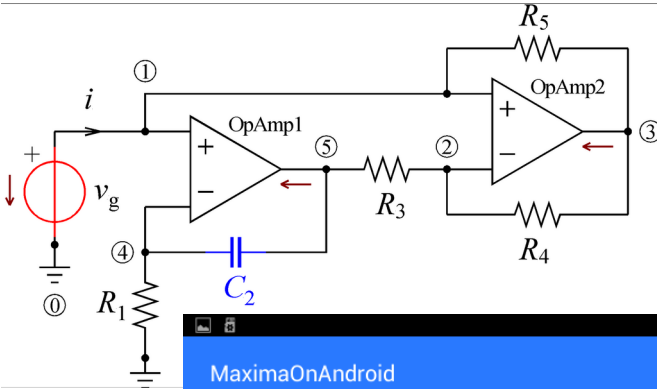 R5
①
OpAmp2
i
+
OpAmp1
+
⑤
②
③
+
−
−
vg
R3
④
R4
C2
⓪
R1
MaximaOnAndroid